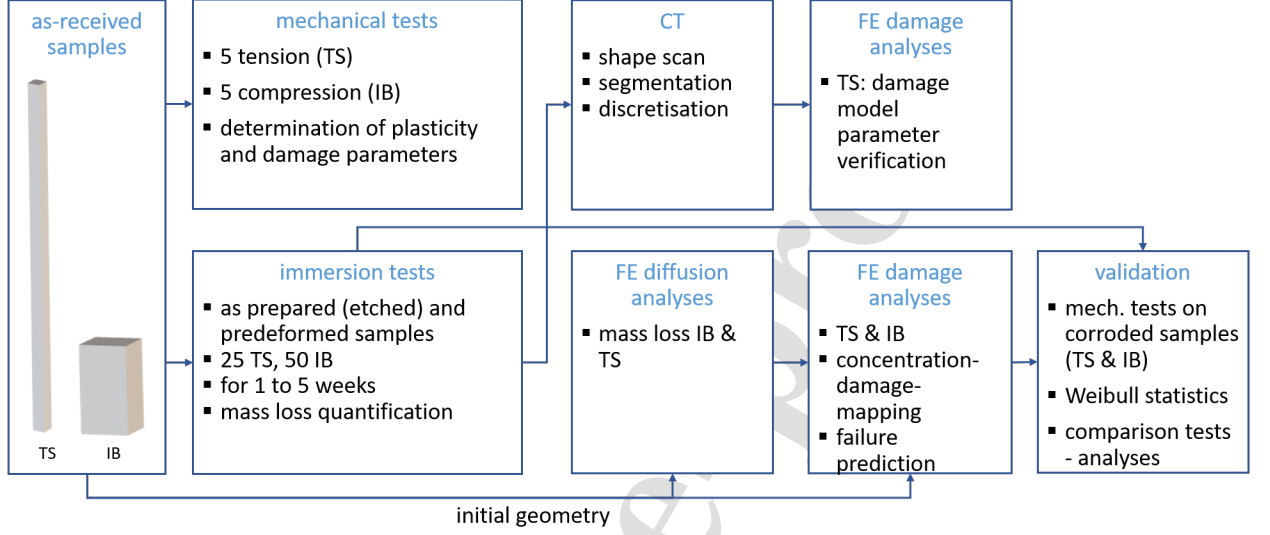 as-received
samples
TS
IB
mechanical tests
▪ 5 tension (TS)
▪ 5 compression (IB)
▪ determination of plasticity
and damage parameters
CT
▪ shape scan
▪ segmentation
▪ discretisation
FE damage
analyses
▪ TS: damage
model
parameter
verification
immersion tests
▪ as prepared (etched) and
predeformed samples
▪ 25 TS, 50 IB
▪ for 1 to 5 weeks
▪ mass loss quantification
FE diffusion
analyses
▪ mass loss IB &
TS
FE damage
analyses
▪ TS & IB
▪ concentration-
damage-
mapping
▪ failure
prediction
validation
▪ mech. tests on
corroded samples
(TS & IB)
▪ Weibull statistics
▪ comparison tests
- analyses
initial geometry